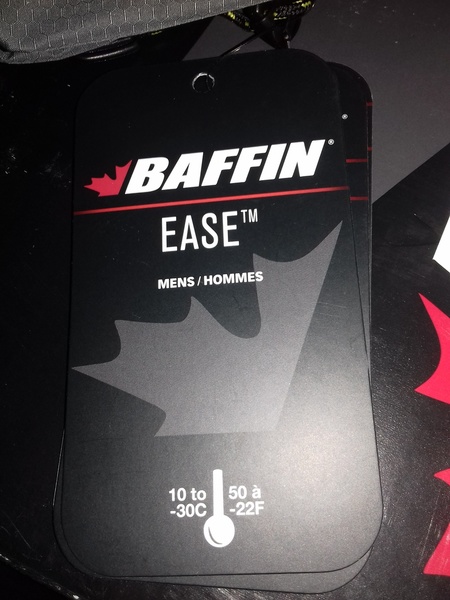 BAFFIN®
EASE™
MENS / HOMMES
10 to 50 à
-30C -22F